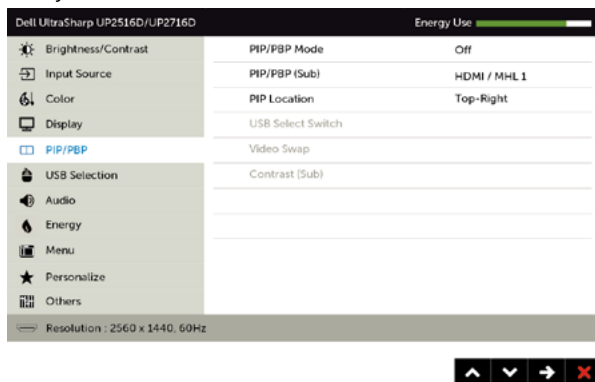 Dell UltraSharp UP2516D/UP2716D Energy Use
Brightness/Contrast PIP/PBP Mode Off
Input Source PIP/PBP (Sub) HDMI / MHL 1
Color PIP Location Top-Right
Display USB Select Switch
PIP/PBP Video Swap
USB Selection Contrast (Sub)
Audio
Energy
Menu
Personalize
Others
Resolution : 2560 x 1440, 60Hz